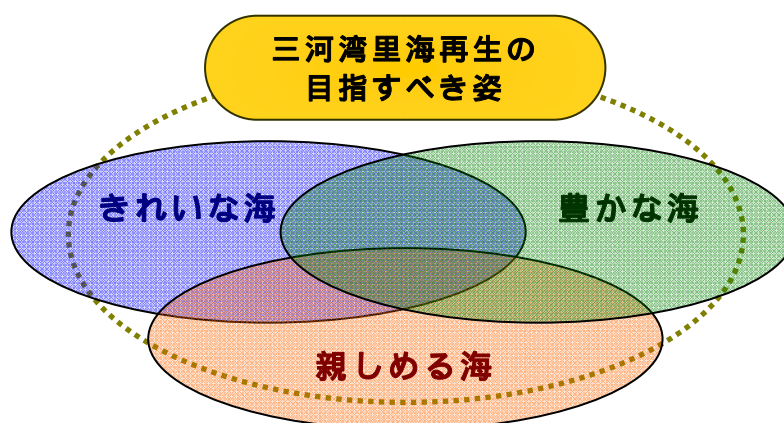 三河湾里海再生の
目指すべき姿
きれいな海
豊かな海
親しめる海